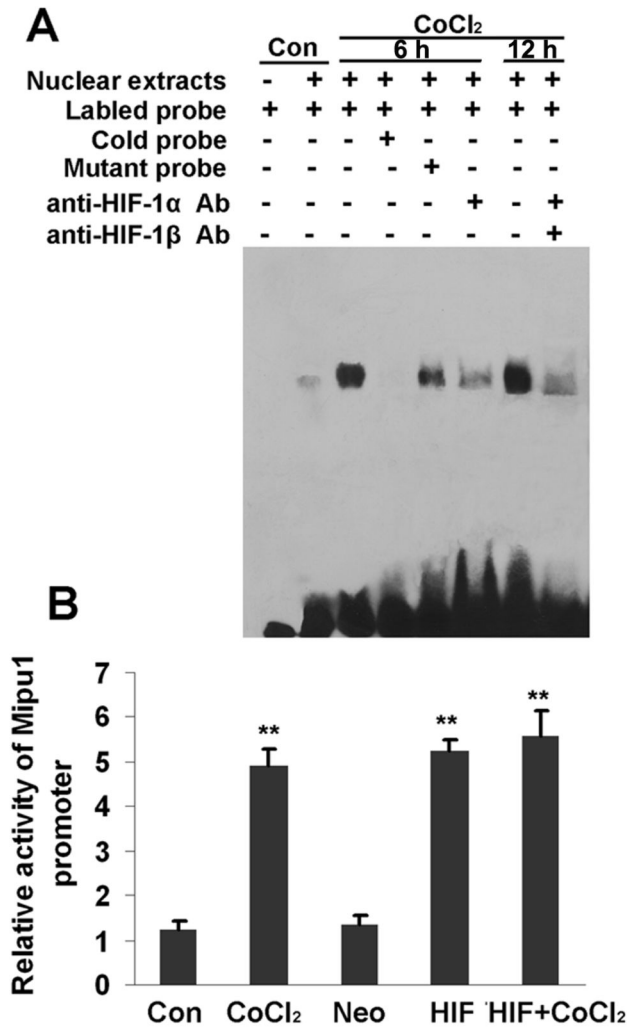 A
CoCl₂
Con 6 h 12 h
Nuclear extracts - + + + + + + +
Labled probe + + + + + + + +
Cold probe - - - + - - - -
Mutant probe - - - - + - - -
anti-HIF-1α Ab - - - - - + - +
anti-HIF-1β Ab - - - - - - - +
B
Relative activity of Mipu1
promoter
7
6
5
4
3
2
1
0
**
**
**
Con CoCl₂ Neo HIF HIF+CoCl₂